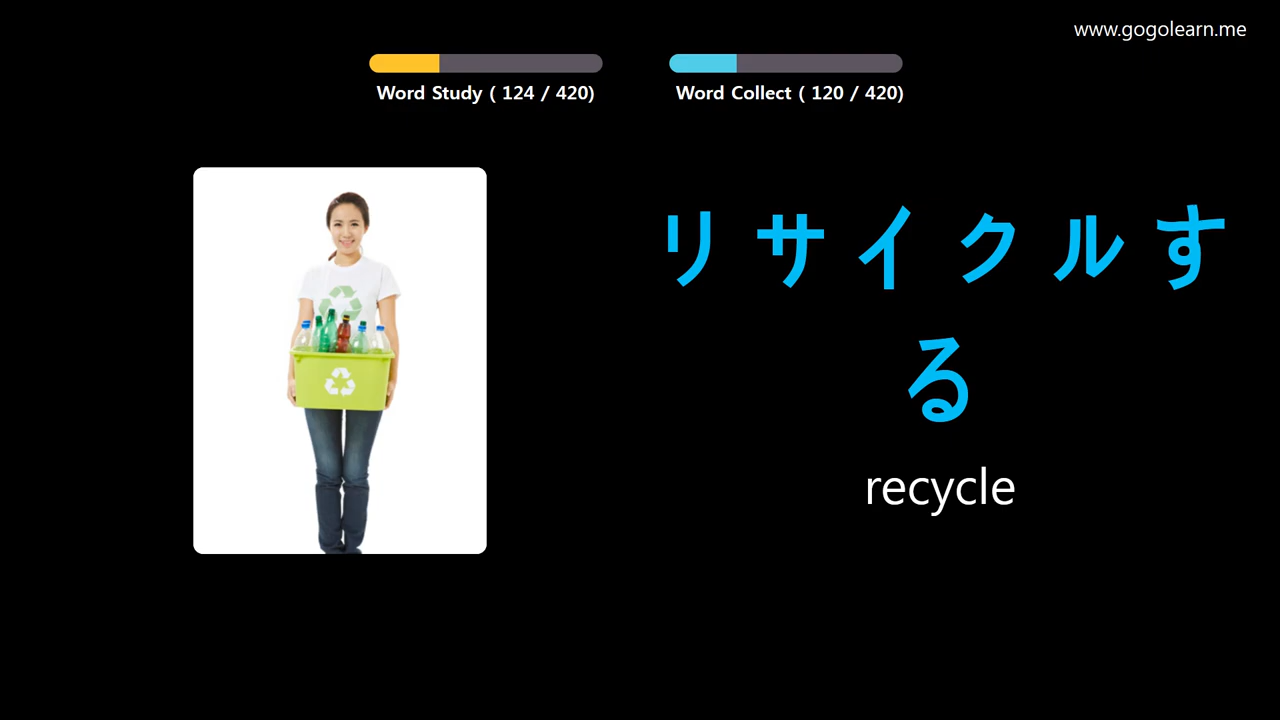 www.gogolearn.me
Word Study ( 124 / 420)
Word Collect ( 120 / 420)
リサイクルす
る
recycle